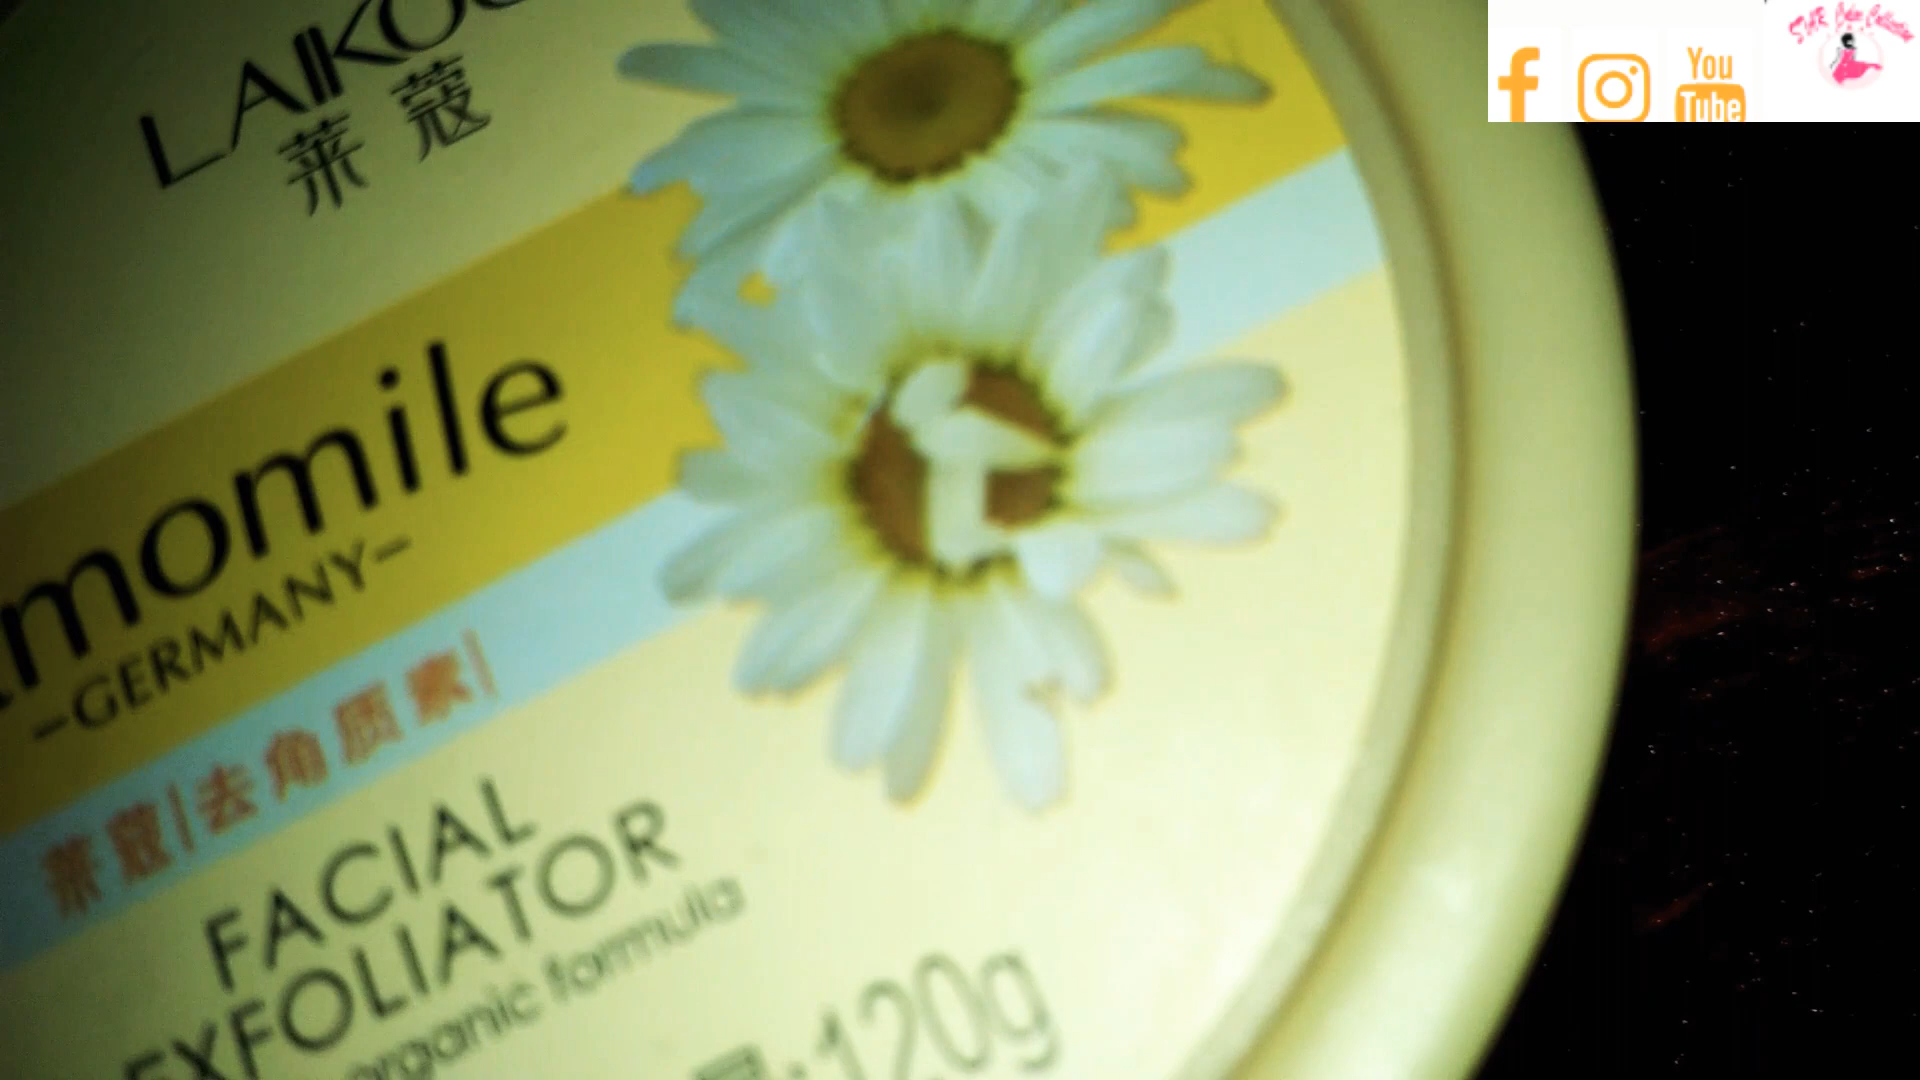 LAIKO
莱蔻
momile
-GERMANY-
莱蔻|去角质素|
FACIAL
EXFOLIATOR
organic formula
120g
You
Tube